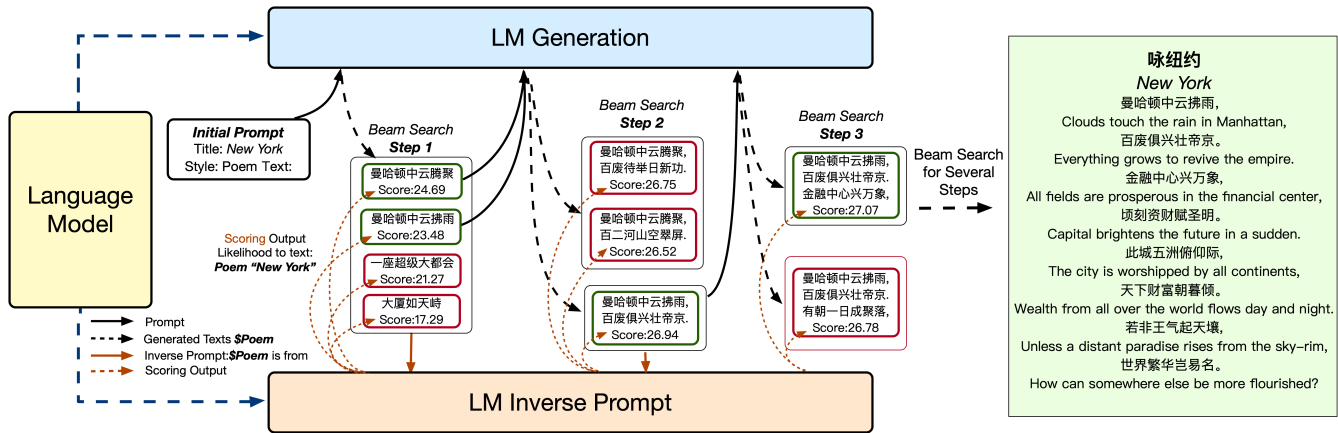 LM Generation
Language
Model
Initial Prompt
Title: New York
Style: Poem Text:
Beam Search
Step 1
曼哈顿中云腾聚
Score:24.69
曼哈顿中云拂雨
Score:23.48
一座超级大都会
Score:21.27
大厦如天峙
Score:17.29
Scoring Output
Likelihood to text:
Poem “New York”
Beam Search
Step 2
曼哈顿中云腾聚,
百废待举日新功.
Score:26.75
曼哈顿中云腾聚,
百二河山空翠屏.
Score:26.52
曼哈顿中云拂雨,
百废俱兴壮帝京.
Score:26.94
Beam Search
Step 3
曼哈顿中云拂雨,
百废俱兴壮帝京.
金融中心兴万象,
Score:27.07
曼哈顿中云拂雨,
百废俱兴壮帝京.
有朝一日成聚落,
Score:26.78
Beam Search
for Several
Steps
Prompt
Generated Texts $Poem
Inverse Prompt:$Poem is from
Scoring Output
LM Inverse Prompt
咏纽约
New York
曼哈顿中云拂雨，
Clouds touch the rain in Manhattan,
百废俱兴壮帝京。
Everything grows to revive the empire.
金融中心兴万象，
All fields are prosperous in the financial center,
顷刻资财赋圣明。
Capital brightens the future in a sudden.
此城五洲俯仰际，
The city is worshipped by all continents,
天下财富朝暮倾。
Wealth from all over the world flows day and night.
若非王气起天壤，
Unless a distant paradise rises from the sky–rim,
世界繁华岂易名。
How can somewhere else be more flourished?